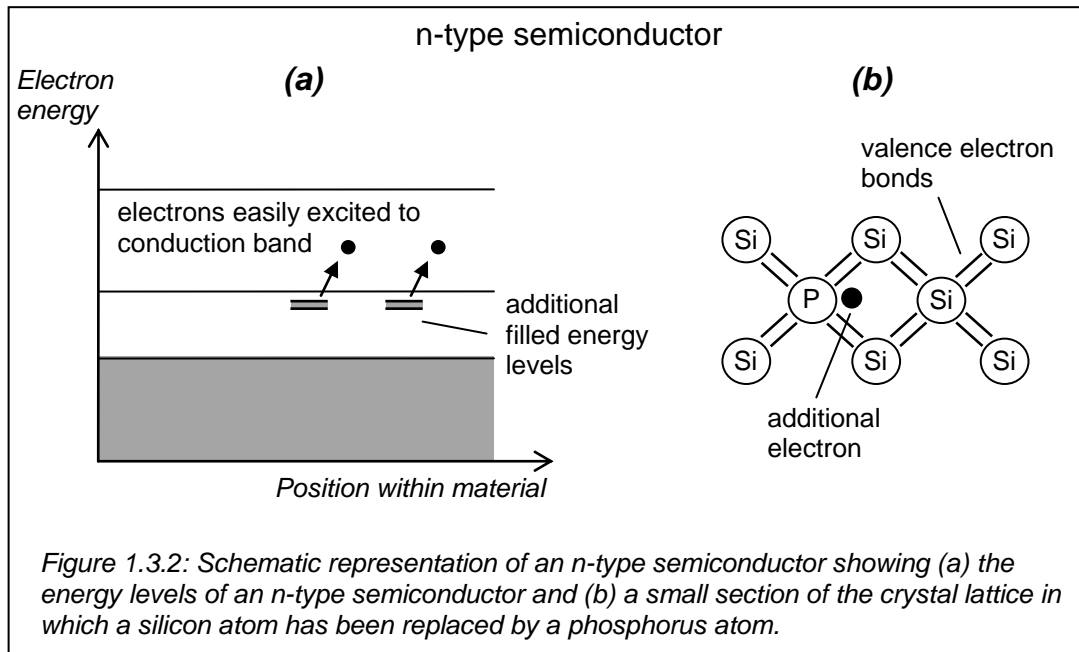 n-type semiconductor
Electron
energy
(a)
electrons easily excited to
conduction band
additional
filled energy
levels
Position within material
(b)
valence electron
bonds
Si
Si
Si
P
Si
Si
Si
Si
additional
electron
Figure 1.3.2: Schematic representation of an n-type semiconductor showing (a) the
energy levels of an n-type semiconductor and (b) a small section of the crystal lattice in
which a silicon atom has been replaced by a phosphorus atom.